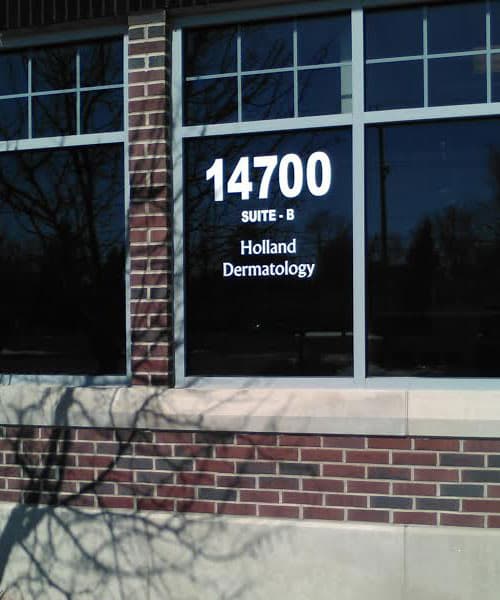 14700
SUITE - B
Holland
Dermatology